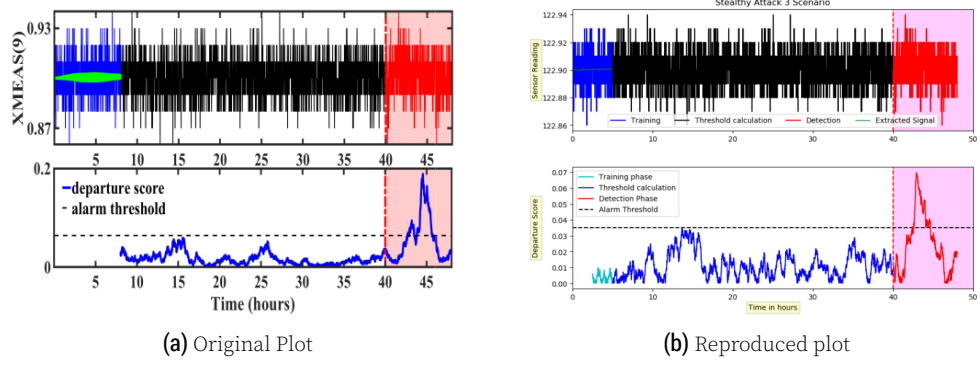 XMEAS(9)
0.93
0.87
5 10 15 20 25 30 35 40 45
0.2
0
departure score
alarm threshold
5 10 15 20 25 30 35 40 45
Time (hours)
(a) Original Plot
Stealthy Attack 3 Scenario
Sensor Reading
122.94
122.92
122.90
122.88
122.86
Training Threshold calculation Detection Extracted Signal
0 10 20 30 40 50
Departure Score
0.07
0.06
0.05
0.04
0.03
0.02
0.01
0.00
Training phase
Threshold calculation
Detection Phase
Alarm Threshold
0 10 20 30 40 50
Time in hours
(b) Reproduced plot